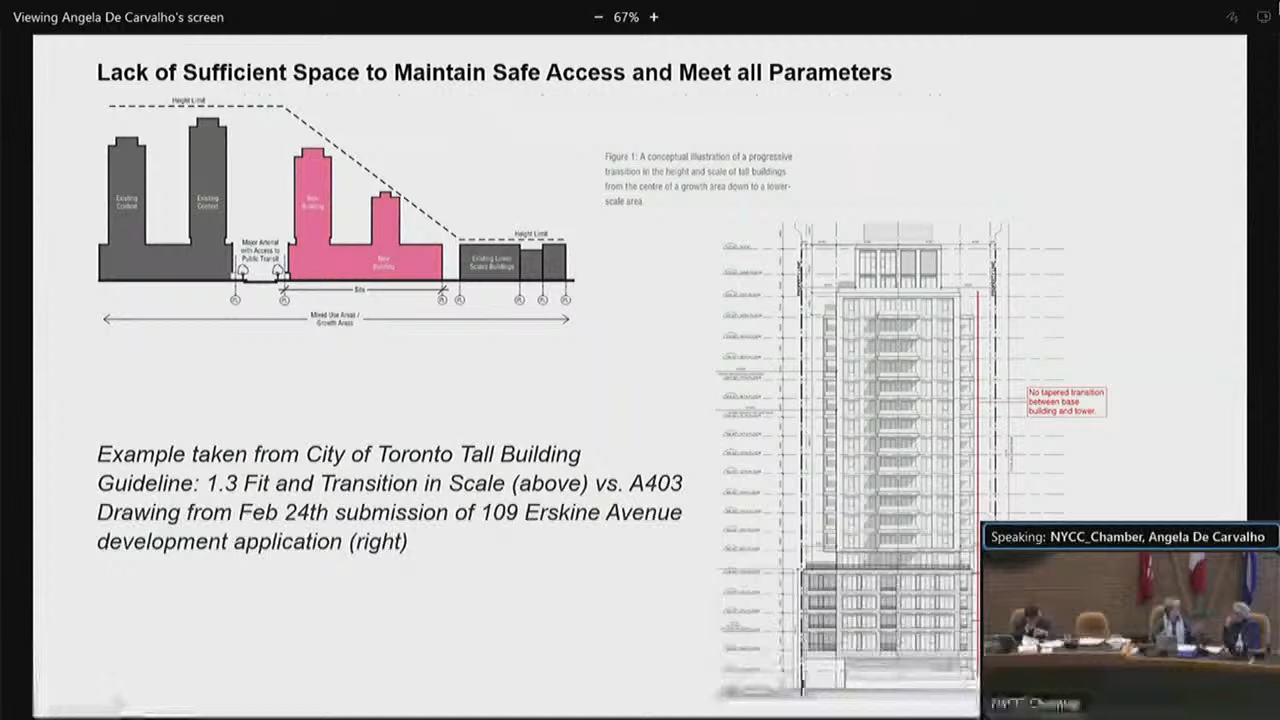 Viewing Angela De Carvalho's screen
− 67% +
Lack of Sufficient Space to Maintain Safe Access and Meet all Parameters
Height Limit
Existing
Context
Existing
Context
Major Arterial
with Access to
Public Transit
New
Building
New
Building
Height Limit
Existing Lower
Scaled Buildings
Site
Mixed Use Areas /
Growth Areas
Figure 1: A conceptual illustration of a progressive
transition in the height and scale of tall buildings
from the centre of a growth area down to a lower-
scale area.
No tapered transition
between base
building and tower.
Example taken from City of Toronto Tall Building
Guideline: 1.3 Fit and Transition in Scale (above) vs. A403
Drawing from Feb 24th submission of 109 Erskine Avenue
development application (right)
Speaking: NYCC_Chamber, Angela De Carvalho